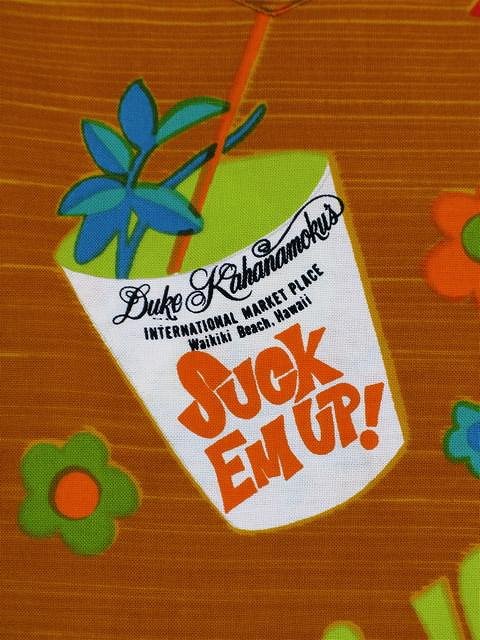 Duke Kahanamoku's
INTERNATIONAL MARKET PLACE
Waikiki Beach, Hawaii
SUCK
EM UP!